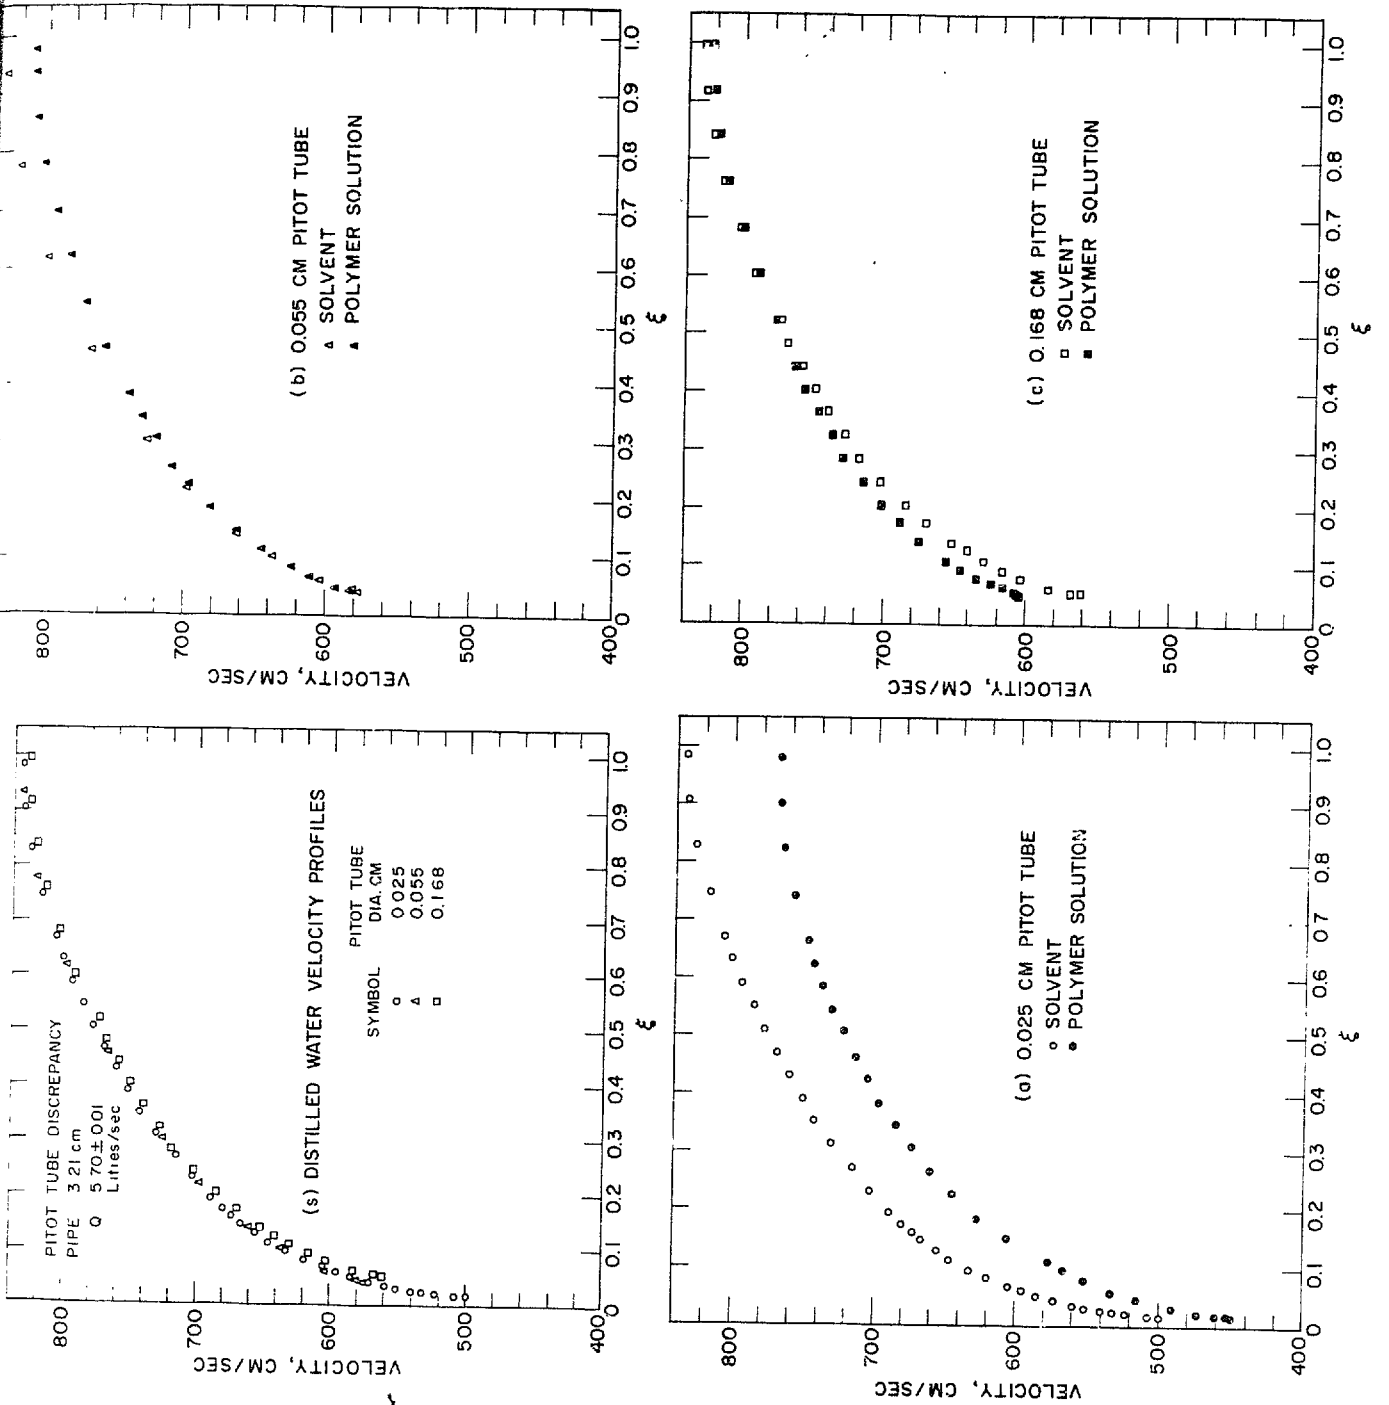 PITOT TUBE DISCREPANCY
PIPE 3 21 cm
Q 5 70±001
Litres/sec
(s) DISTILLED WATER VELOCITY PROFILES
SYMBOL PITOT TUBE
DIA. CM
○ 0 025
△ 0.055
□ 0.168
VELOCITY, CM/SEC
800
700
600
500
400
0 0.1 0.2 0.3 0.4 0.5 0.6 0.7 0.8 0.9 1.0
ξ
(b) 0.055 CM PITOT TUBE
△ SOLVENT
▲ POLYMER SOLUTION
VELOCITY, CM/SEC
800
700
600
500
400
0 0.1 0.2 0.3 0.4 0.5 0.6 0.7 0.8 0.9 1.0
ξ
(a) 0.025 CM PITOT TUBE
○ SOLVENT
● POLYMER SOLUTION
VELOCITY, CM/SEC
800
700
600
500
400
0 0.1 0.2 0.3 0.4 0.5 0.6 0.7 0.8 0.9 1.0
ξ
(c) 0.168 CM PITOT TUBE
□ SOLVENT
■ POLYMER SOLUTION
VELOCITY, CM/SEC
800
700
600
500
400
0 0.1 0.2 0.3 0.4 0.5 0.6 0.7 0.8 0.9 1.0
ξ